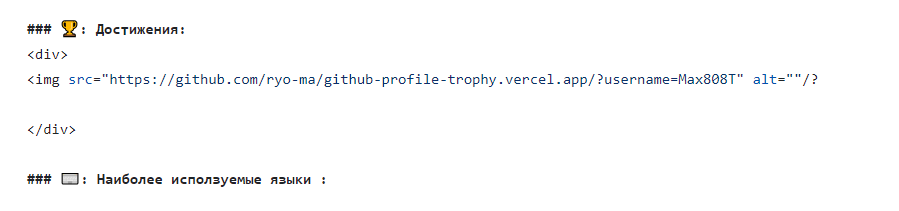 ### 🏆: Достижения:
<div>
<img src="https://github.com/ryo-ma/github-profile-trophy.vercel.app/?username=Max808T" alt=""/?
</div>
### ⌨️: Наиболее исползуемые языки :